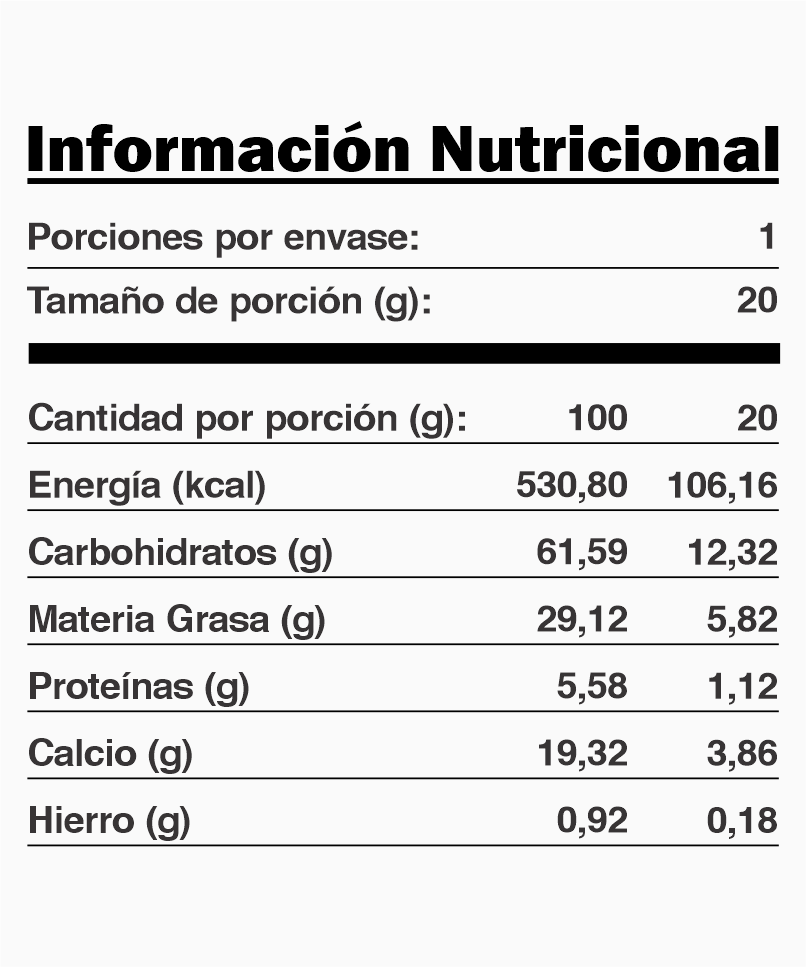 Información Nutricional
Porciones por envase: 1
Tamaño de porción (g): 20
Cantidad por porción (g): 100 20
Energía (kcal) 530,80 106,16
Carbohidratos (g) 61,59 12,32
Materia Grasa (g) 29,12 5,82
Proteínas (g) 5,58 1,12
Calcio (g) 19,32 3,86
Hierro (g) 0,92 0,18